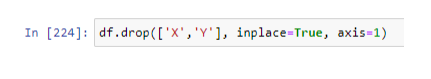 In [224]: df.drop(['X','Y'], inplace=True, axis=1)